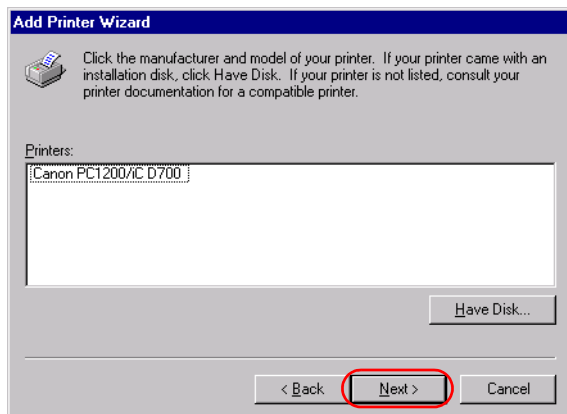 Add Printer Wizard
Click the manufacturer and model of your printer. If your printer came with an
installation disk, click Have Disk. If your printer is not listed, consult your
printer documentation for a compatible printer.
Printers:
Canon PC1200/iC D700
Have Disk...
< Back Next > Cancel